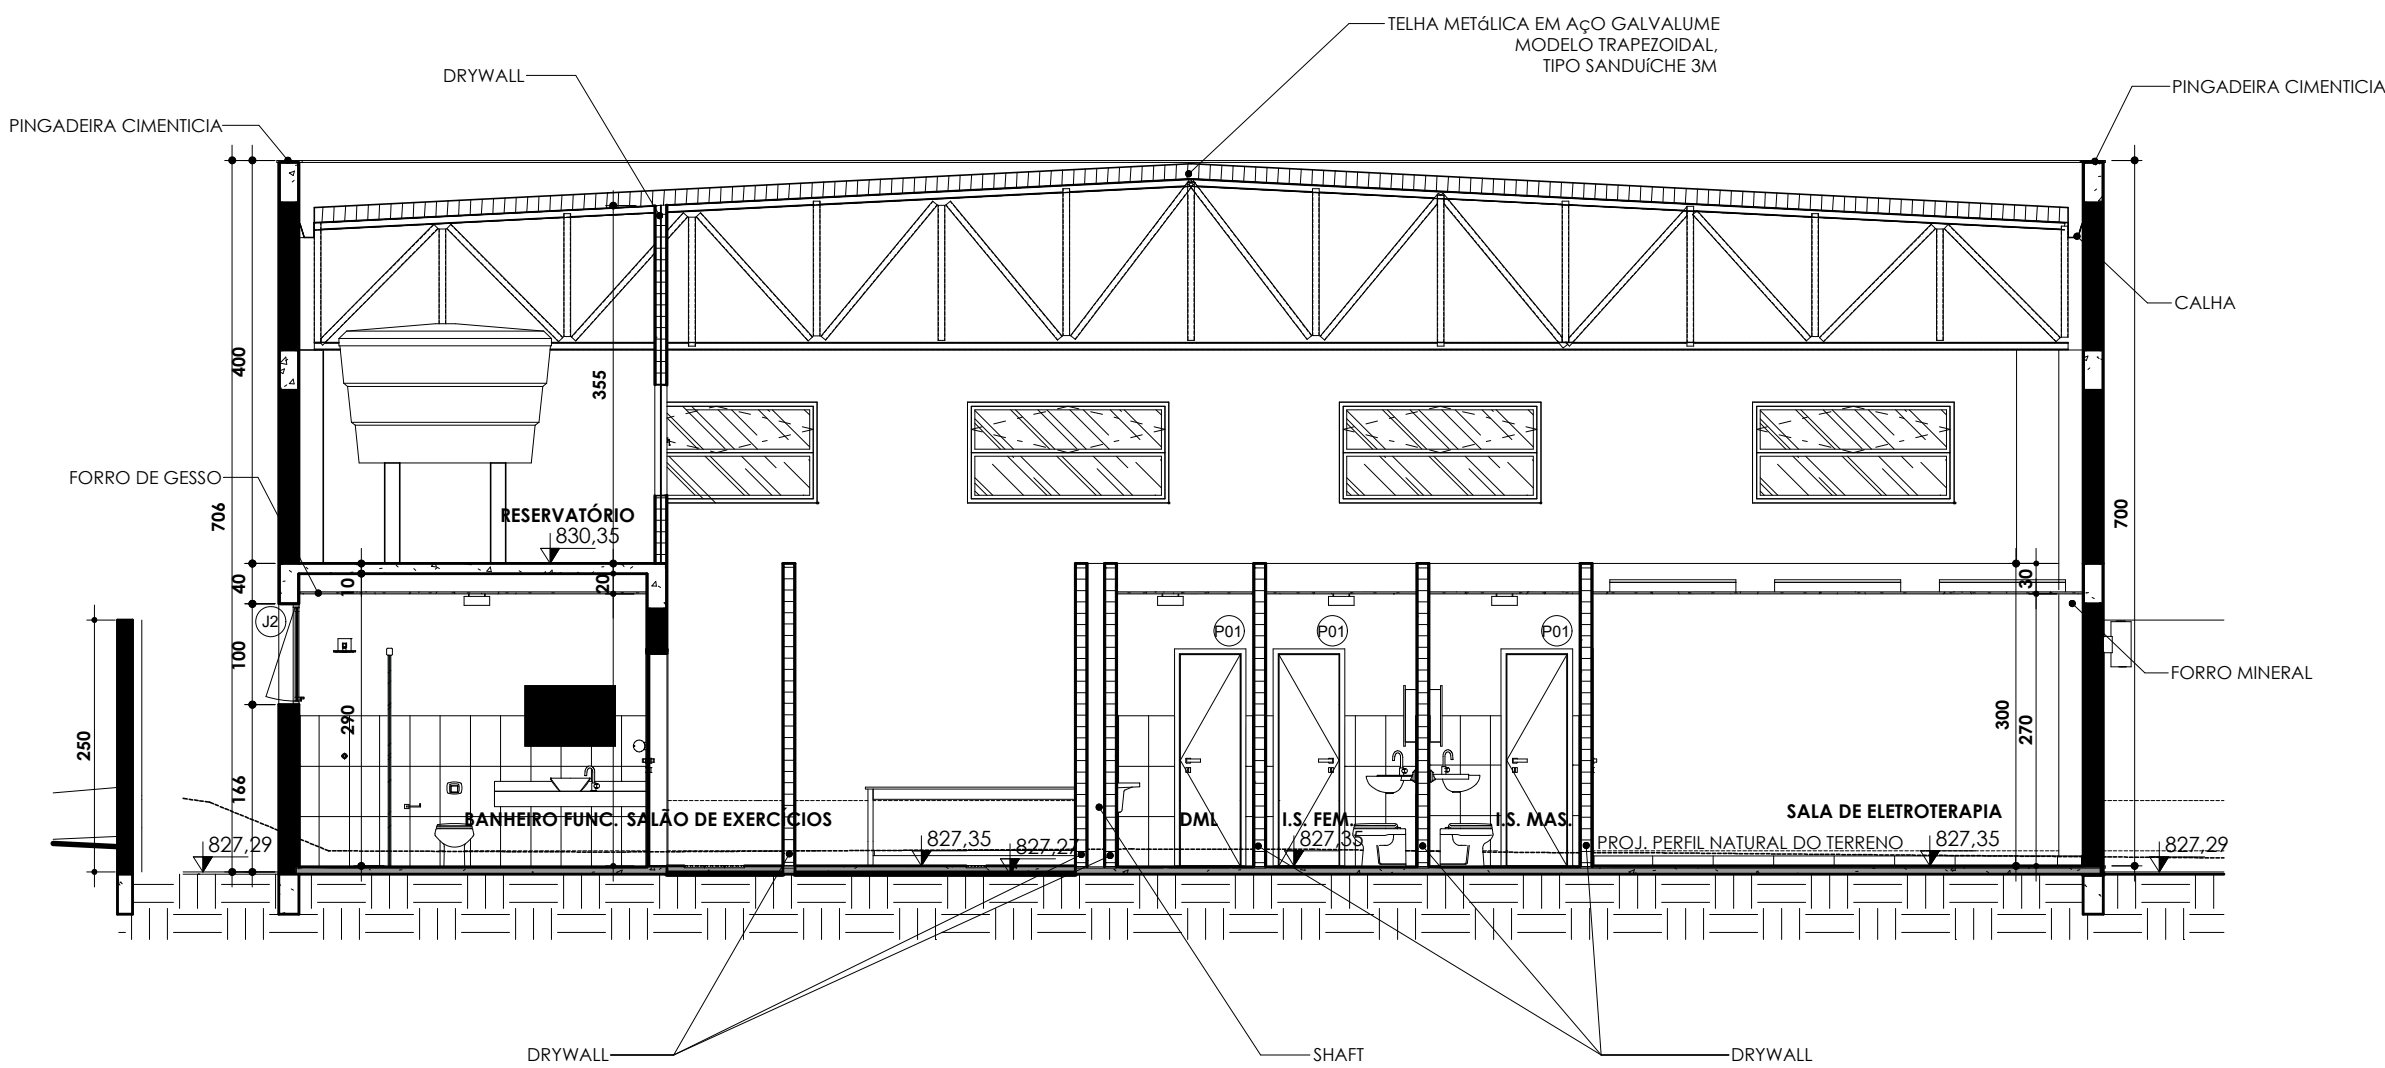 TELHA METáLICA EM AçO GALVALUME
MODELO TRAPEZOIDAL,
TIPO SANDUíCHE 3M
DRYWALL
PINGADEIRA CIMENTICIA
PINGADEIRA CIMENTICIA
CALHA
400
355
FORRO DE GESSO
706
700
RESERVATÓRIO
830,35
40
10
20
30
J2
P01
P01
P01
100
FORRO MINERAL
250
290
300
270
166
BANHEIRO FUNC.
SALÃO DE EXERCÍCIOS
DML
I.S. FEM.
I.S. MAS.
SALA DE ELETROTERAPIA
827,29
827,35
827,27
827,35
PROJ. PERFIL NATURAL DO TERRENO
827,35
827,29
DRYWALL
SHAFT
DRYWALL